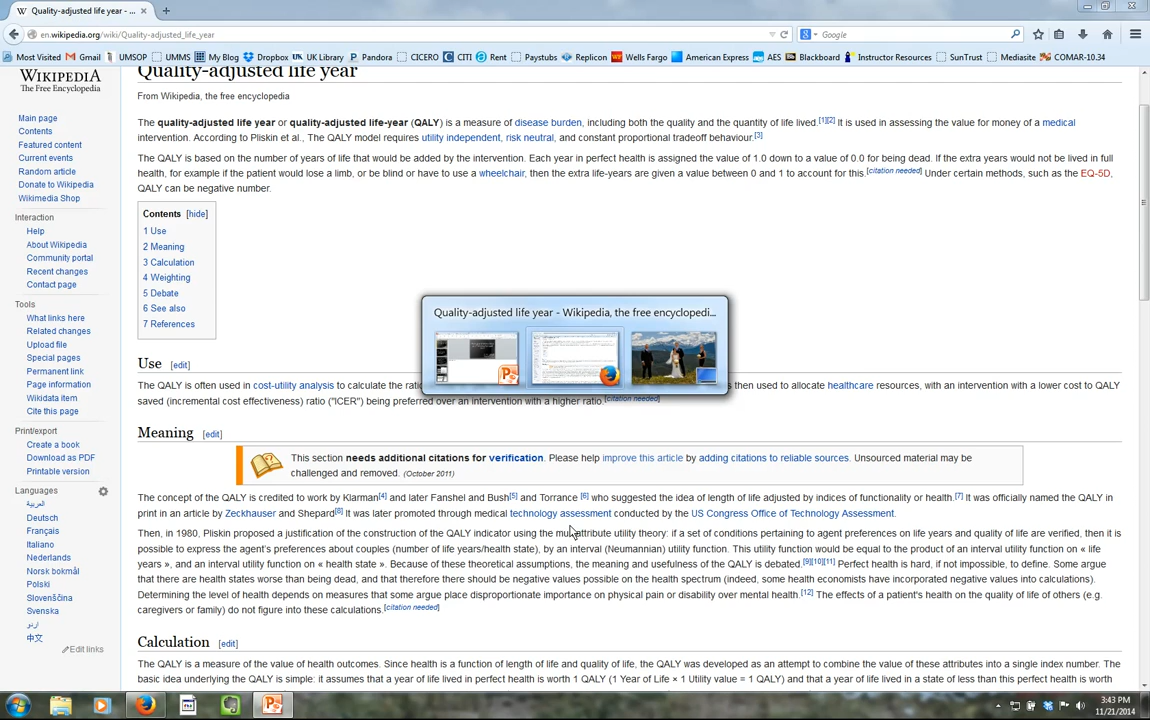 Quality-adjusted life year - ...
en.wikipedia.org/wiki/Quality-adjusted_life_year
Google
Most Visited Gmail UMSOP UMMS My Blog Dropbox UK Library Pandora CICERO CITI Rent Paystubs Replicon Wells Fargo American Express AES Blackboard Instructor Resources SunTrust Mediasite COMAR-10.34
WIKIPEDIA
The Free Encyclopedia
Main page
Contents
Featured content
Current events
Random article
Donate to Wikipedia
Wikimedia Shop
Interaction
Help
About Wikipedia
Community portal
Recent changes
Contact page
Tools
What links here
Related changes
Upload file
Special pages
Permanent link
Page information
Wikidata item
Cite this page
Print/export
Create a book
Download as PDF
Printable version
Languages
العربية
Deutsch
Français
Italiano
Nederlands
Norsk bokmål
Polski
Slovenščina
Svenska
اردو
中文
Edit links
Quality-adjusted life year
From Wikipedia, the free encyclopedia
The quality-adjusted life year or quality-adjusted life-year (QALY) is a measure of disease burden, including both the quality and the quantity of life lived.[1][2] It is used in assessing the value for money of a medical
intervention. According to Pliskin et al., The QALY model requires utility independent, risk neutral, and constant proportional tradeoff behaviour.[3]
The QALY is based on the number of years of life that would be added by the intervention. Each year in perfect health is assigned the value of 1.0 down to a value of 0.0 for being dead. If the extra years would not be lived in full
health, for example if the patient would lose a limb, or be blind or have to use a wheelchair, then the extra life-years are given a value between 0 and 1 to account for this.[citation needed] Under certain methods, such as the EQ-5D,
QALY can be negative number.
Contents [hide]
1 Use
2 Meaning
3 Calculation
4 Weighting
5 Debate
6 See also
7 References
Quality-adjusted life year - Wikipedia, the free encyclopedi...
Use [edit]
The QALY is often used in cost-utility analysis to calculate the rati s then used to allocate healthcare resources, with an intervention with a lower cost to QALY
saved (incremental cost effectiveness) ratio ("ICER") being preferred over an intervention with a higher ratio.[citation needed]
Meaning [edit]
This section needs additional citations for verification. Please help improve this article by adding citations to reliable sources. Unsourced material may be
challenged and removed. (October 2011)
The concept of the QALY is credited to work by Klarman[4] and later Fanshel and Bush[5] and Torrance [6] who suggested the idea of length of life adjusted by indices of functionality or health.[7] It was officially named the QALY in
print in an article by Zeckhauser and Shepard[8] It was later promoted through medical technology assessment conducted by the US Congress Office of Technology Assessment.
Then, in 1980, Pliskin proposed a justification of the construction of the QALY indicator using the multiattribute utility theory: if a set of conditions pertaining to agent preferences on life years and quality of life are verified, then it is
possible to express the agent's preferences about couples (number of life years/health state), by an interval (Neumannian) utility function. This utility function would be equal to the product of an interval utility function on « life
years », and an interval utility function on « health state ». Because of these theoretical assumptions, the meaning and usefulness of the QALY is debated.[9][10][11] Perfect health is hard, if not impossible, to define. Some argue
that there are health states worse than being dead, and that therefore there should be negative values possible on the health spectrum (indeed, some health economists have incorporated negative values into calculations).
Determining the level of health depends on measures that some argue place disproportionate importance on physical pain or disability over mental health.[12] The effects of a patient's health on the quality of life of others (e.g.
caregivers or family) do not figure into these calculations.[citation needed]
Calculation [edit]
The QALY is a measure of the value of health outcomes. Since health is a function of length of life and quality of life, the QALY was developed as an attempt to combine the value of these attributes into a single index number. The
basic idea underlying the QALY is simple: it assumes that a year of life lived in perfect health is worth 1 QALY (1 Year of Life × 1 Utility value = 1 QALY) and that a year of life lived in a state of less than this perfect health is worth
3:43 PM
11/21/2014